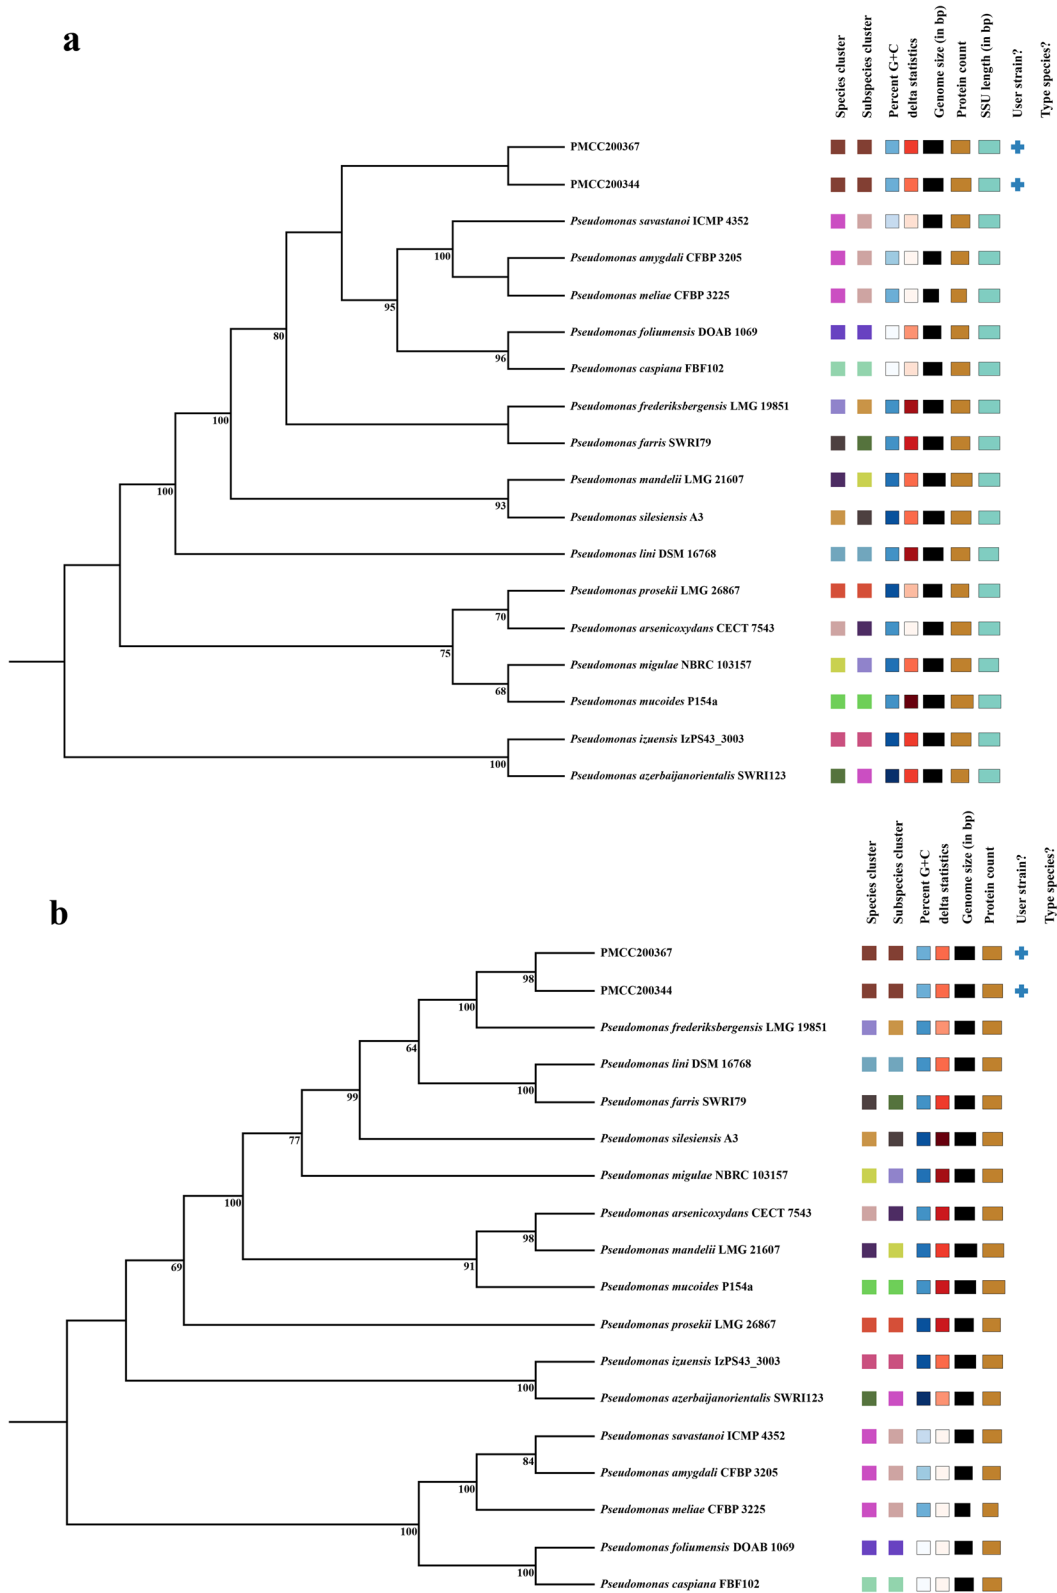 a
Species cluster
Subspecies cluster
Percent G+C
delta statistics
Genome size (in bp)
Protein count
SSU length (in bp)
User strain?
Type species?
PMCC200367
PMCC200344
Pseudomonas savastanoi ICMP 4352
100
Pseudomonas amygdali CFBP 3205
Pseudomonas meliae CFBP 3225
95
Pseudomonas foliumensis DOAB 1069
80
96
Pseudomonas caspiana FBF102
Pseudomonas frederiksbergensis LMG 19851
100
Pseudomonas farris SWRI79
Pseudomonas mandelii LMG 21607
100
93
Pseudomonas silesiensis A3
Pseudomonas lini DSM 16768
Pseudomonas prosekii LMG 26867
70
Pseudomonas arsenicoxydans CECT 7543
75
Pseudomonas migulae NBRC 103157
68
Pseudomonas mucoides P154a
Pseudomonas izuensis IzPS43_3003
100
Pseudomonas azerbaijanorientalis SWRI123
b
Species cluster
Subspecies cluster
Percent G+C
delta statistics
Genome size (in bp)
Protein count
User strain?
Type species?
PMCC200367
98
PMCC200344
100
Pseudomonas frederiksbergensis LMG 19851
64
Pseudomonas lini DSM 16768
99
100
Pseudomonas farris SWRI79
77
Pseudomonas silesiensis A3
Pseudomonas migulae NBRC 103157
100
Pseudomonas arsenicoxydans CECT 7543
98
Pseudomonas mandelii LMG 21607
69
91
Pseudomonas mucoides P154a
Pseudomonas prosekii LMG 26867
Pseudomonas izuensis IzPS43_3003
100
Pseudomonas azerbaijanorientalis SWRI123
Pseudomonas savastanoi ICMP 4352
84
Pseudomonas amygdali CFBP 3205
100
Pseudomonas meliae CFBP 3225
100
Pseudomonas foliumensis DOAB 1069
100
Pseudomonas caspiana FBF102